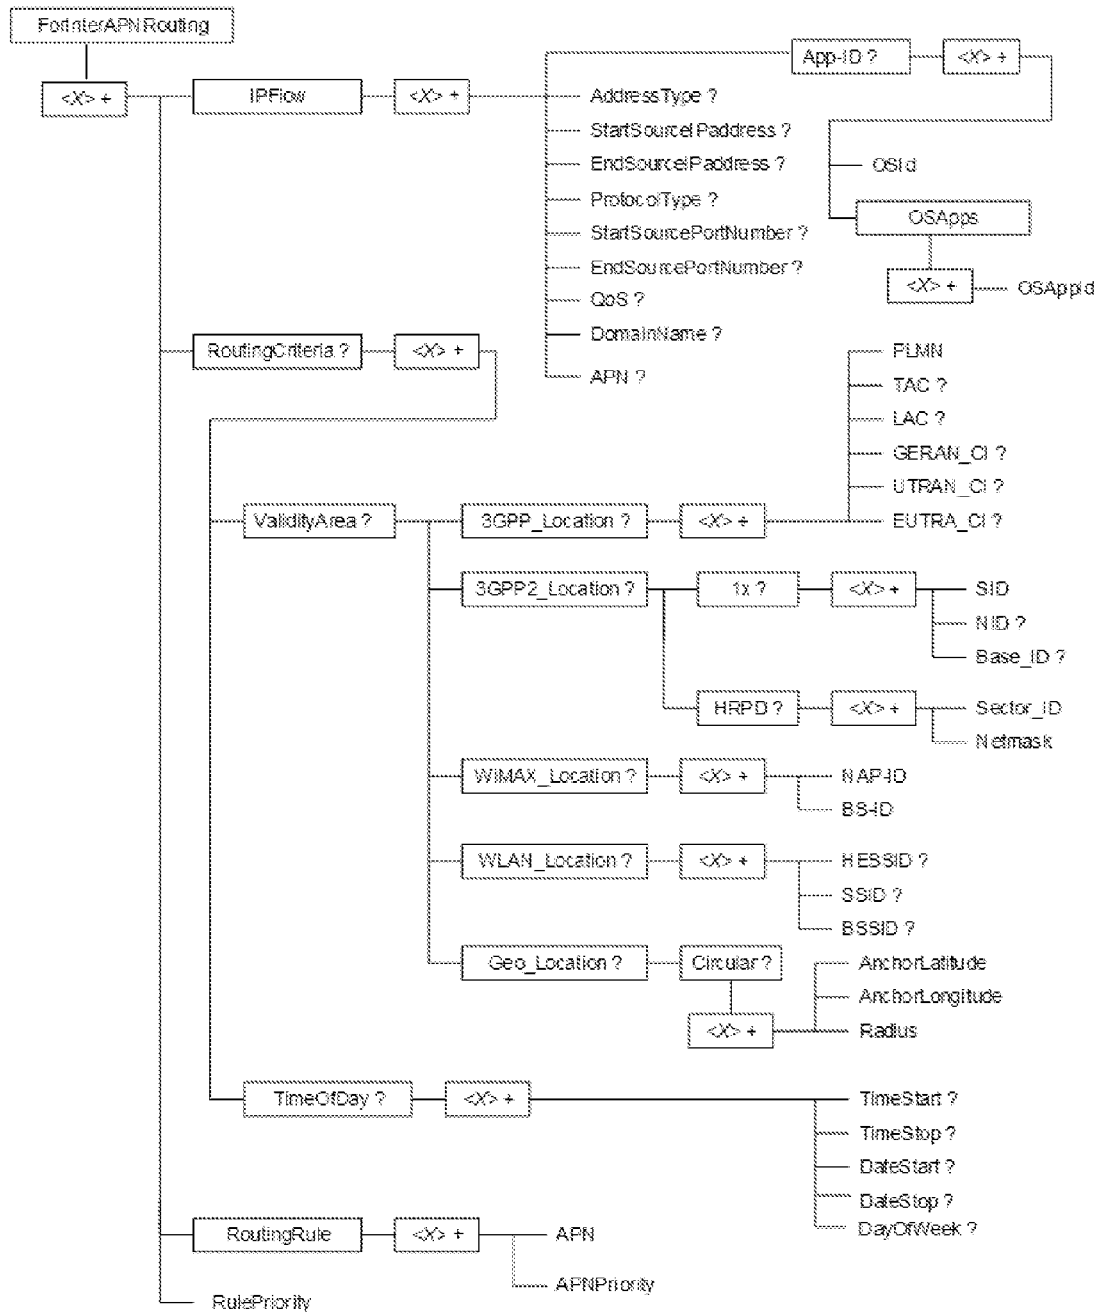 ForInterAPNRouting
<X> +
IPFlow
<X> +
App-ID ?
<X> +
AddressType ?
StartSourceIPaddress ?
EndSourceIPaddress ?
ProtocolType ?
StartSourcePortNumber ?
EndSourcePortNumber ?
QoS ?
DomainName ?
APN ?
OSId
OSApps
<X> +
OSAppId
RoutingCriteria ?
<X> +
ValidityArea ?
3GPP_Location ?
<X> +
PLMN
TAC ?
LAC ?
GERAN_CI ?
UTRAN_CI ?
EUTRA_CI ?
3GPP2_Location ?
1x ?
<X> +
SID
NID ?
Base_ID ?
HRPD ?
<X> +
Sector_ID
Netmask
WiMAX_Location ?
<X> +
NAP-ID
BS-ID
WLAN_Location ?
<X> +
HESSID ?
SSID ?
BSSID ?
Geo_Location ?
Circular ?
<X> +
AnchorLatitude
AnchorLongitude
Radius
TimeOfDay ?
<X> +
TimeStart ?
TimeStop ?
DateStart ?
DateStop ?
DayOfWeek ?
RoutingRule
<X> +
APN
APNPriority
RulePriority